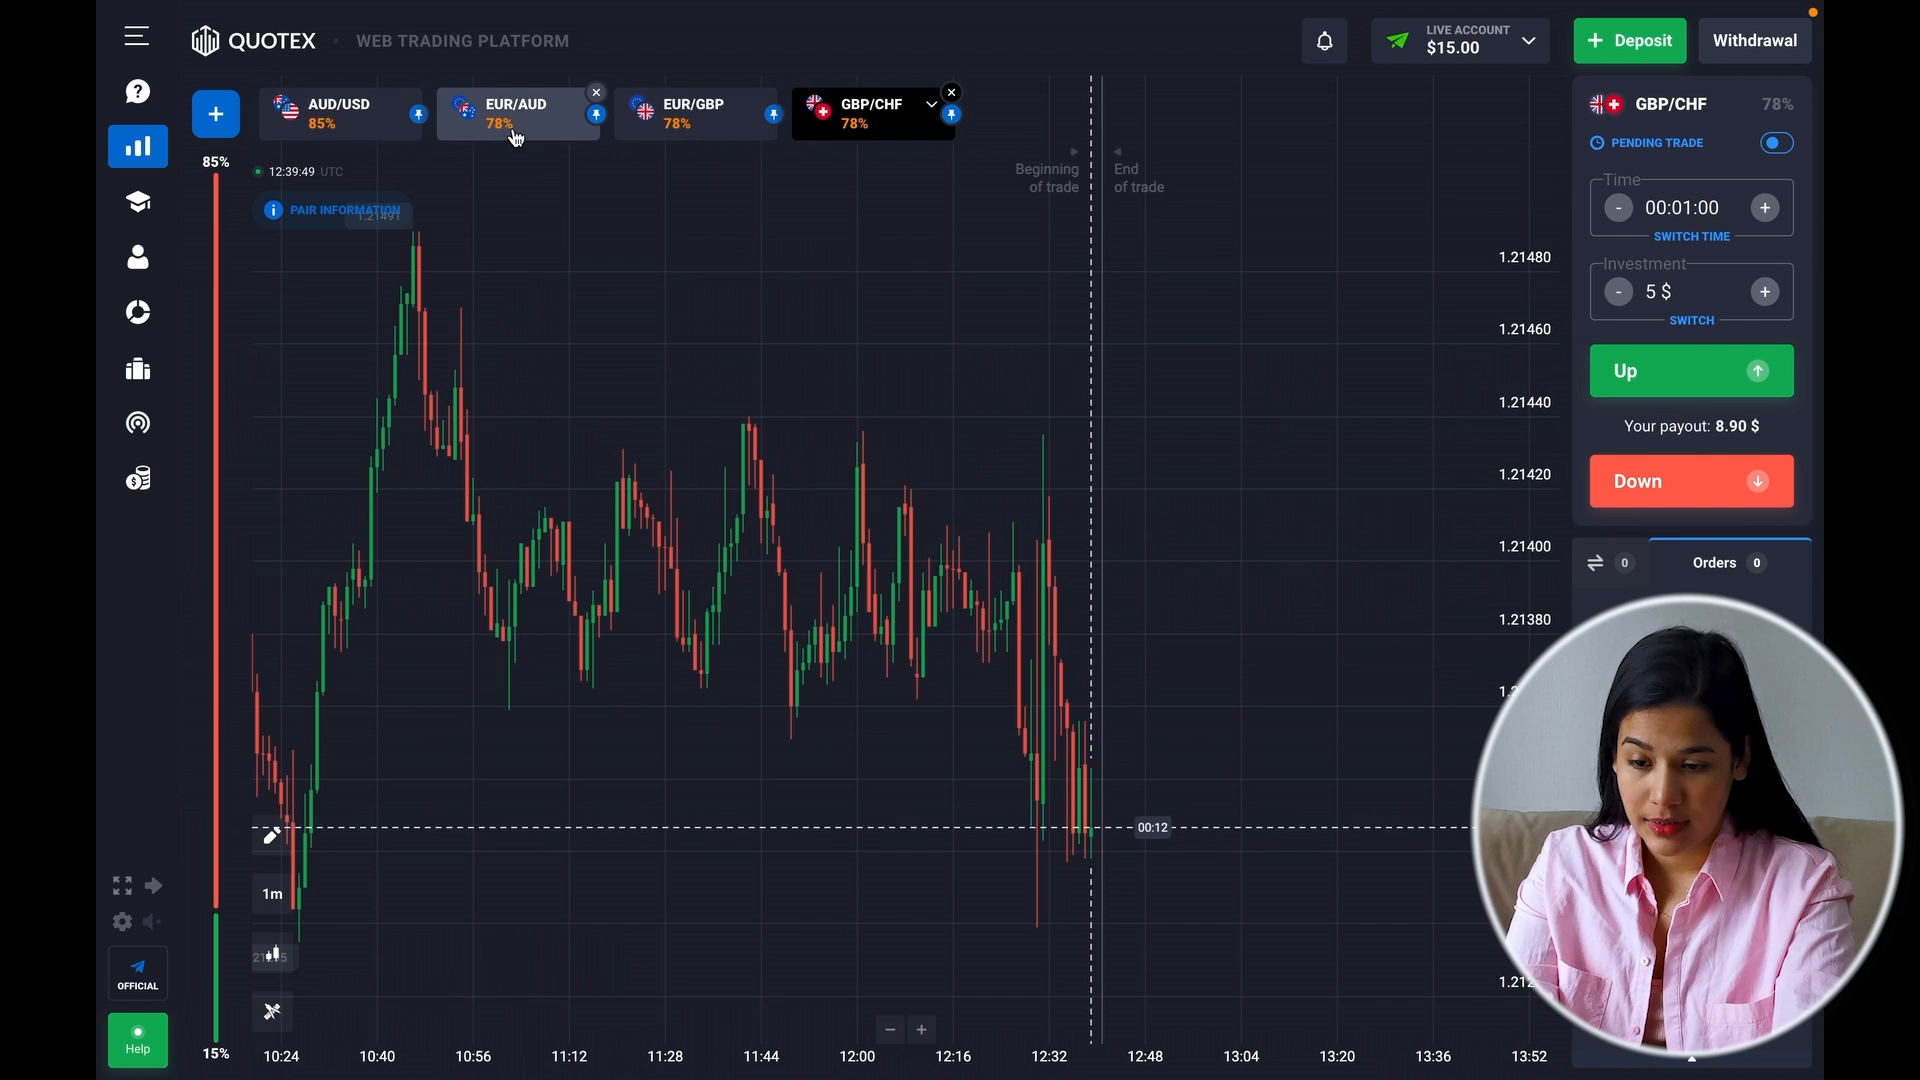 QUOTEX
WEB TRADING PLATFORM
LIVE ACCOUNT
$15.00
+ Deposit
Withdrawal
AUD/USD
85%
EUR/AUD
78%
EUR/GBP
78%
GBP/CHF
78%
85%
12:39:49 UTC
PAIR INFORMATION
1.21491
Beginning
of trade
End
of trade
1.21480
1.21460
1.21440
1.21420
1.21400
1.21380
00:12
1m
15%
10:24
10:40
10:56
11:12
11:28
11:44
12:00
12:16
12:32
12:48
13:04
13:20
13:36
13:52
GBP/CHF
78%
PENDING TRADE
Time
- 00:01:00 +
SWITCH TIME
Investment
- 5 $ +
SWITCH
Up
Your payout: 8.90 $
Down
0
Orders 0
OFFICIAL
Help